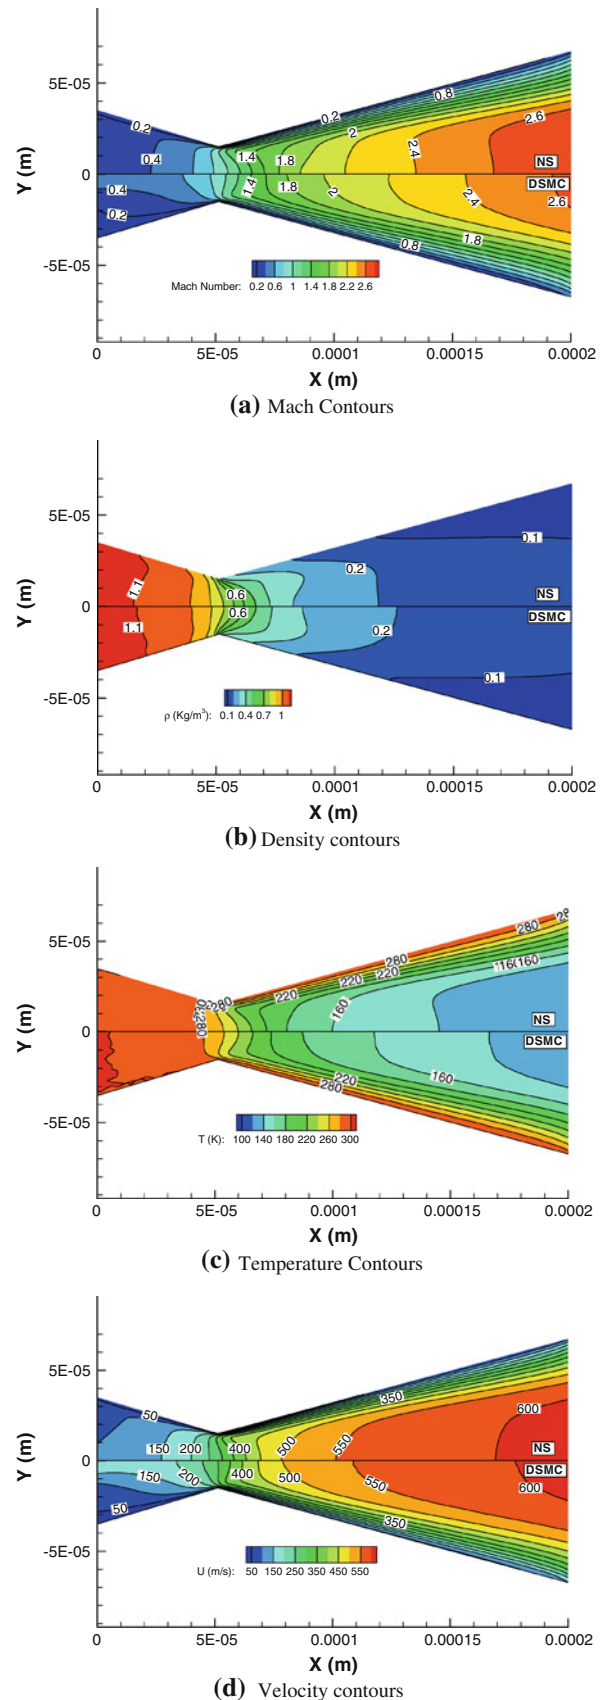 5E-05
0
-5E-05
Y (m)
0.2
0.4
0.4
0.2
1.4
1.4
1.8
1.8
0.2
2
2
0.8
2.4
2.4
2.6
NS
DSMC
2.6
1.8
0.8
Mach Number: 0.2 0.6 1 1.4 1.8 2.2 2.6
0 5E-05 0.0001 0.00015 0.0002
X (m)
(a) Mach Contours
5E-05
0
-5E-05
Y (m)
1.1
1.1
0.6
0.6
0.2
0.2
0.1
NS
DSMC
0.1
ρ (Kg/m³): 0.1 0.4 0.7 1
0 5E-05 0.0001 0.00015 0.0002
X (m)
(b) Density contours
5E-05
0
-5E-05
Y (m)
280
280
220
280
220
160
160
280
NS
DSMC
160
220
280
T (K): 100 140 180 220 260 300
0 5E-05 0.0001 0.00015 0.0002
X (m)
(c) Temperature Contours
5E-05
0
-5E-05
Y (m)
50
150 200 400
150
200
400
50
500
500
550
550
350
350
600
NS
DSMC
600
U (m/s): 50 150 250 350 450 550
0 5E-05 0.0001 0.00015 0.0002
X (m)
(d) Velocity contours